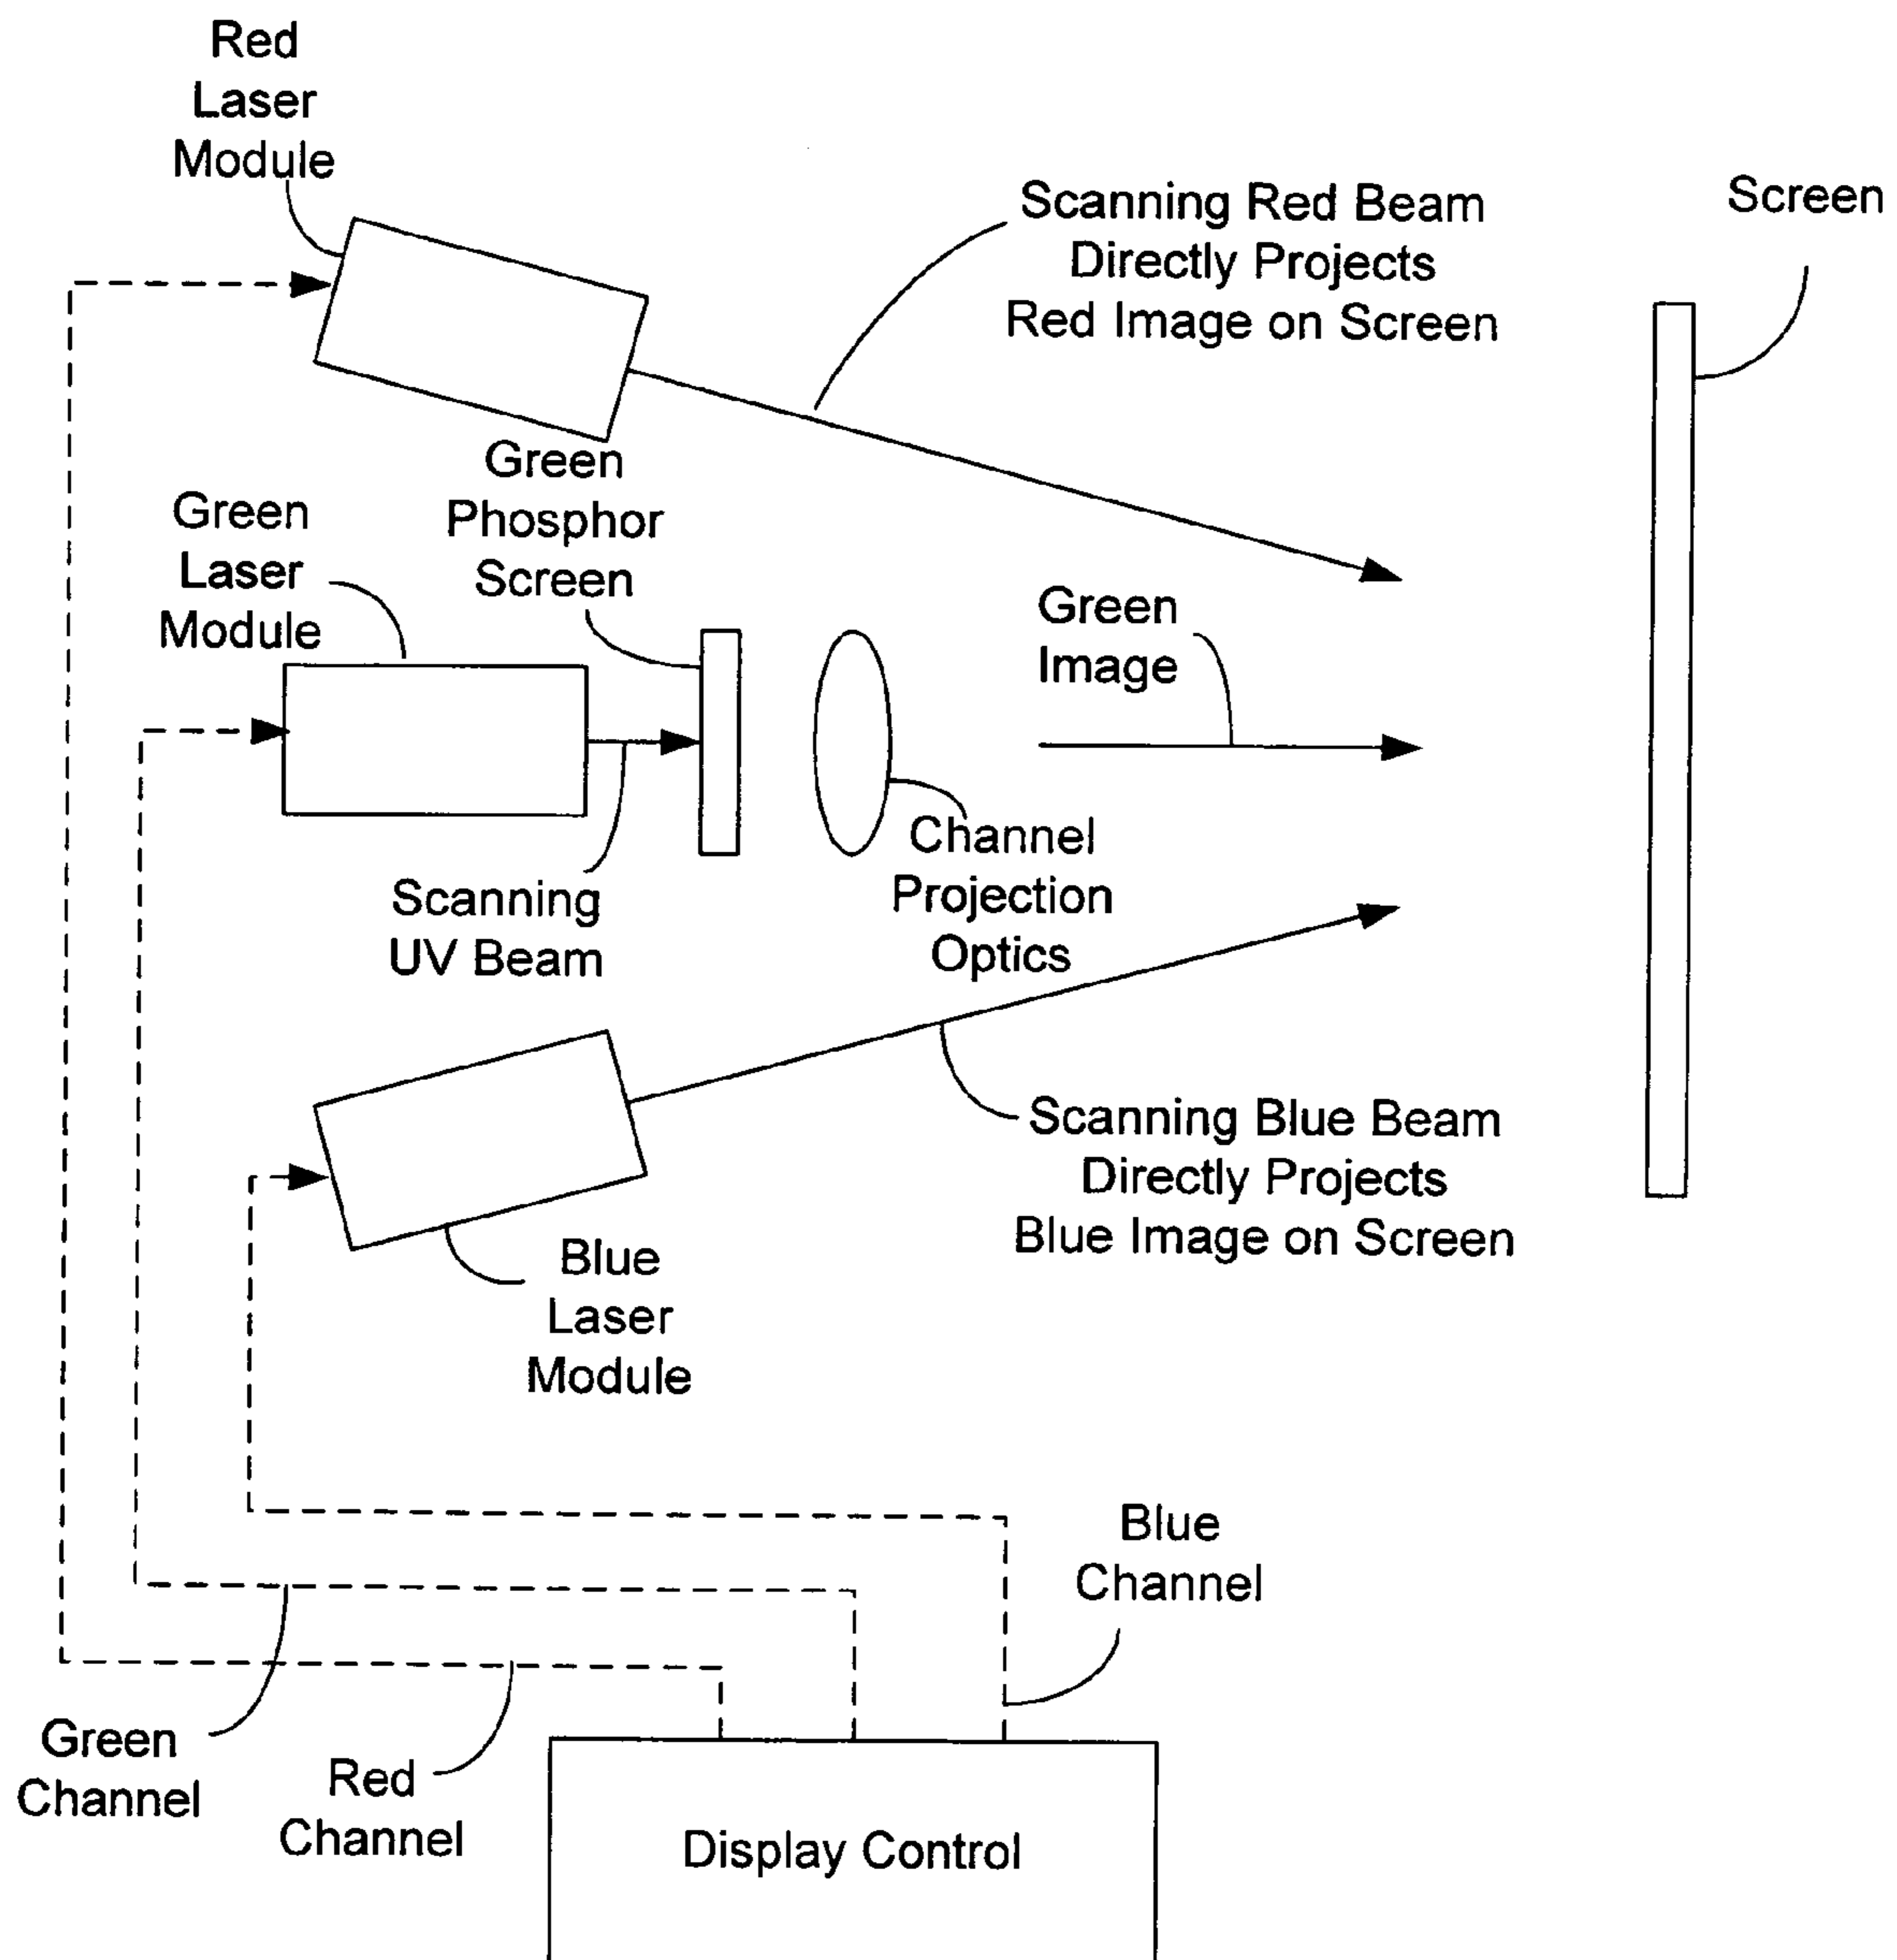 Red
Laser
Module
Scanning Red Beam
Directly Projects
Red Image on Screen
Screen
Green
Phosphor
Screen
Green
Laser
Module
Green
Image
Channel
Projection
Optics
Scanning
UV Beam
Scanning Blue Beam
Directly Projects
Blue Image on Screen
Blue
Laser
Module
Blue
Channel
Green
Channel
Red
Channel
Display Control